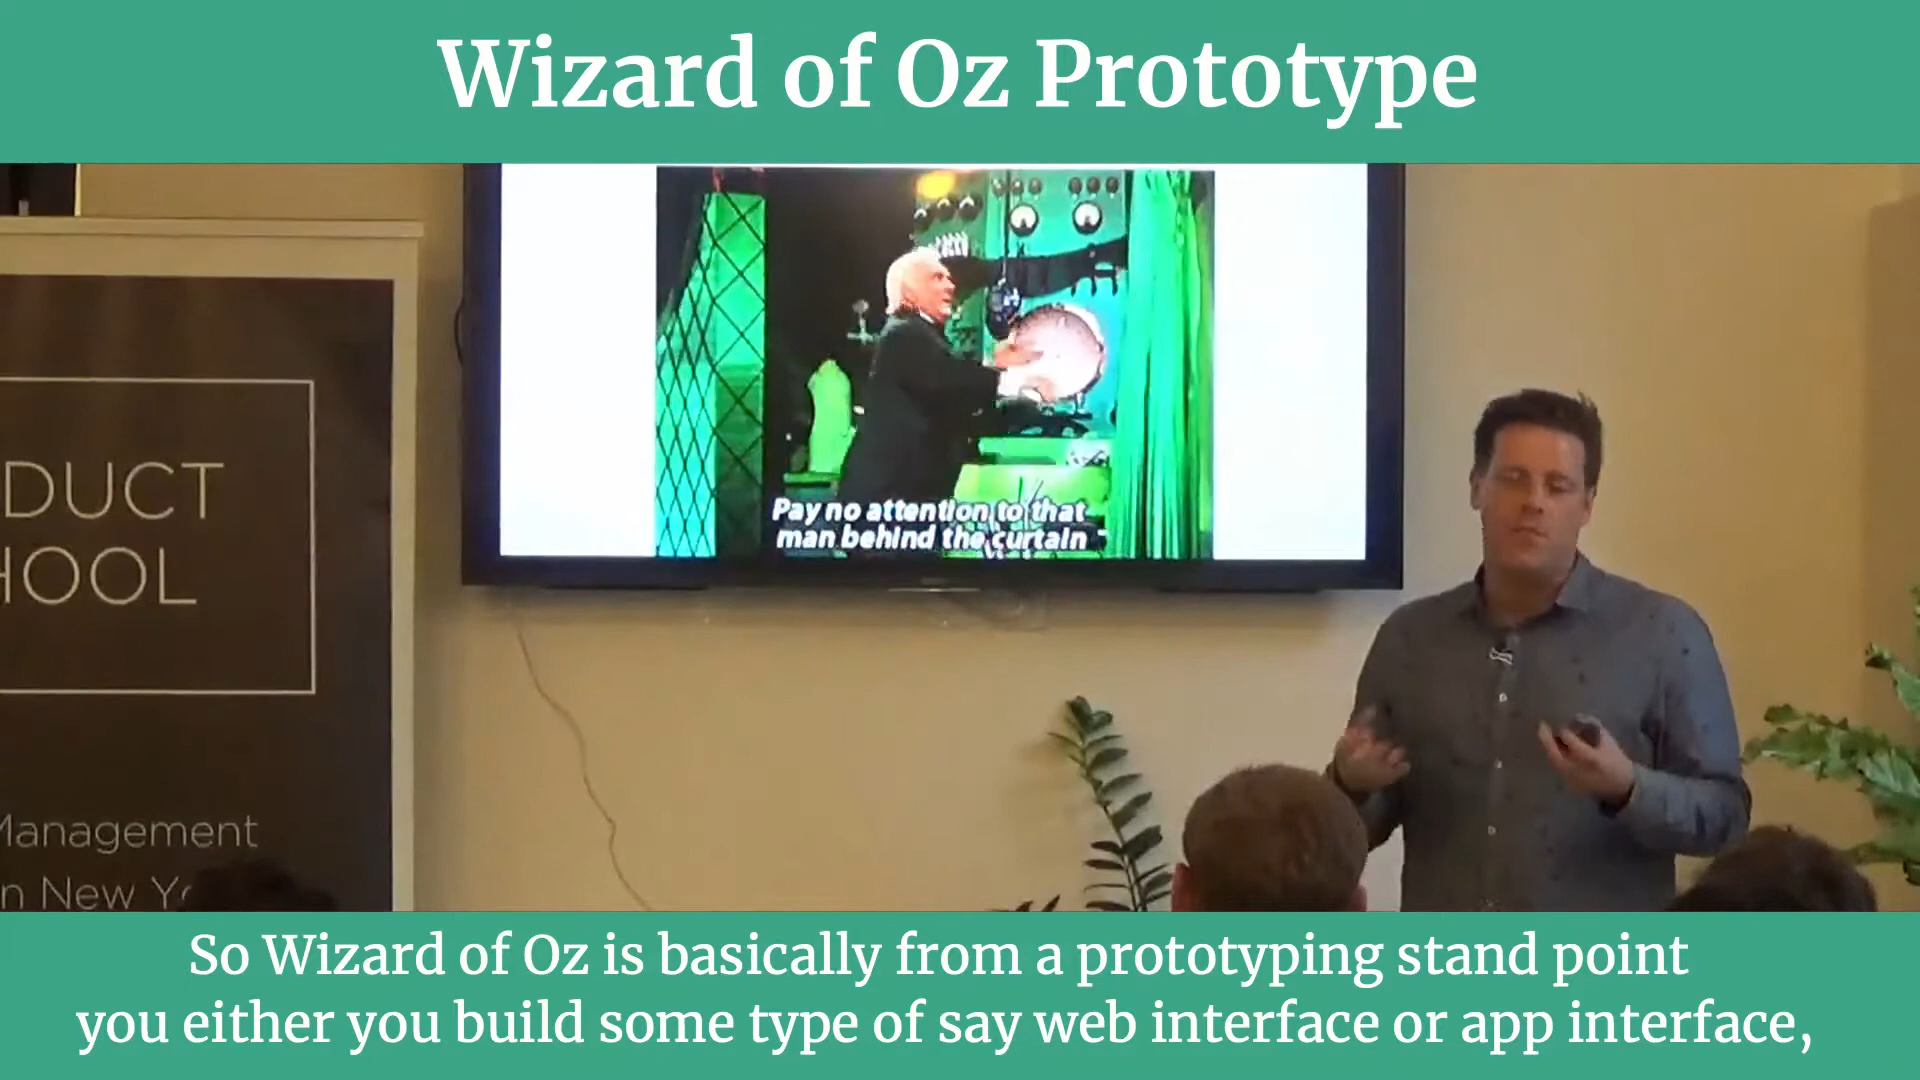 Wizard of Oz Prototype
Pay no attention to that
man behind the curtain
DUCT
HOOL
Management
n New Yo
So Wizard of Oz is basically from a prototyping stand point
you either you build some type of say web interface or app interface,